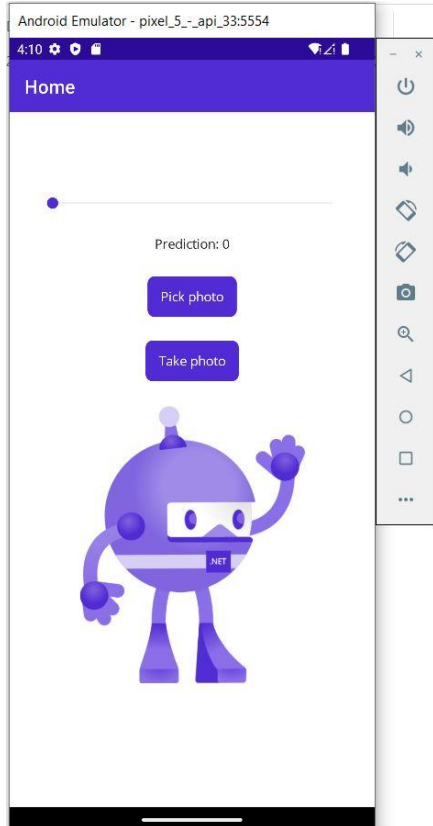 Android Emulator - pixel_5_-_api_33:5554
4:10
Home
Prediction: 0
Pick photo
Take photo
.NET